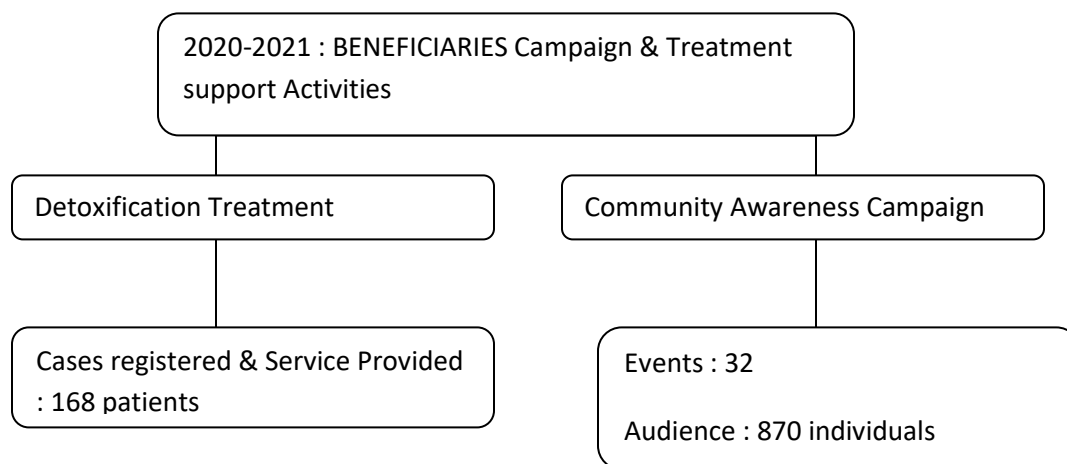 2020-2021 : BENEFICIARIES Campaign & Treatment
support Activities
Detoxification Treatment
Community Awareness Campaign
Cases registered & Service Provided
: 168 patients
Events : 32
Audience : 870 individuals